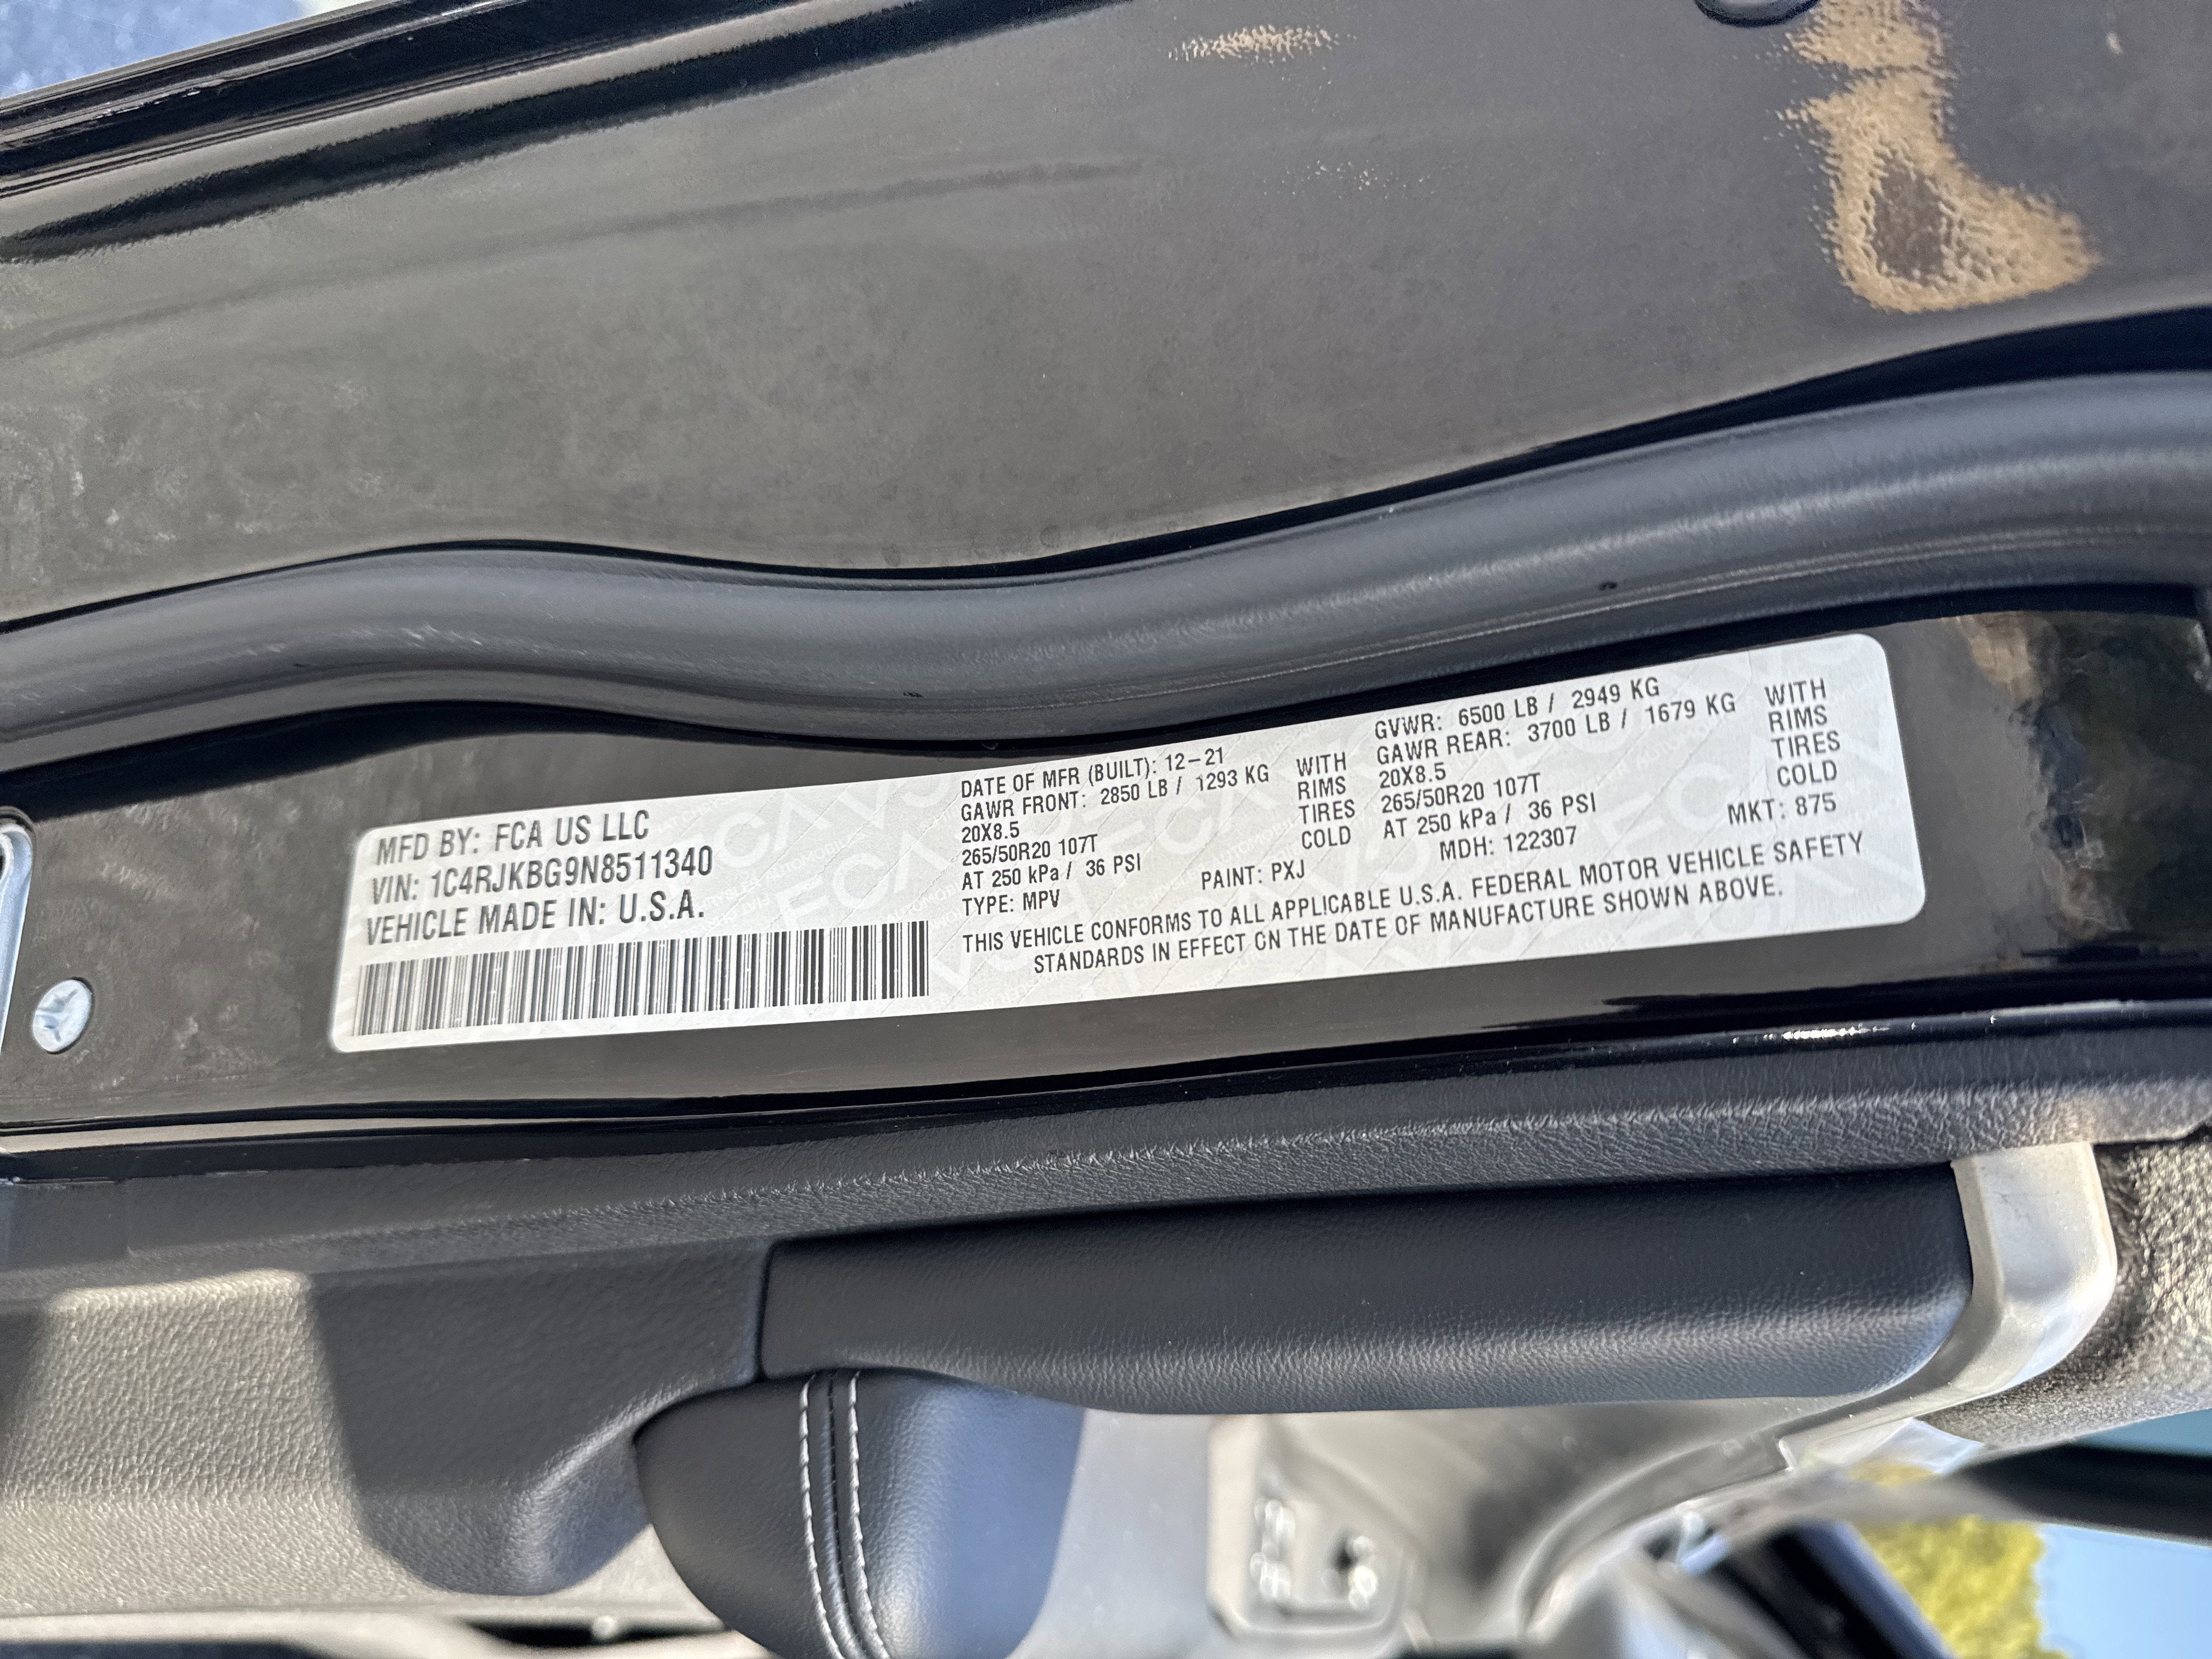 MFD BY: FCA US LLC
VIN: 1C4RJKBG9N8511340
VEHICLE MADE IN: U.S.A.
DATE OF MFR (BUILT): 12-21
GAWR FRONT: 2850 LB / 1293 KG WITH
20X8.5 RIMS
265/50R20 107T TIRES
AT 250 kPa / 36 PSI COLD
TYPE: MPV PAINT: PXJ
GVWR: 6500 LB / 2949 KG
GAWR REAR: 3700 LB / 1679 KG WITH
20X8.5 RIMS
265/50R20 107T TIRES
AT 250 kPa / 36 PSI COLD
MDH: 122307 MKT: 875
THIS VEHICLE CONFORMS TO ALL APPLICABLE U.S.A. FEDERAL MOTOR VEHICLE SAFETY
STANDARDS IN EFFECT ON THE DATE OF MANUFACTURE SHOWN ABOVE.